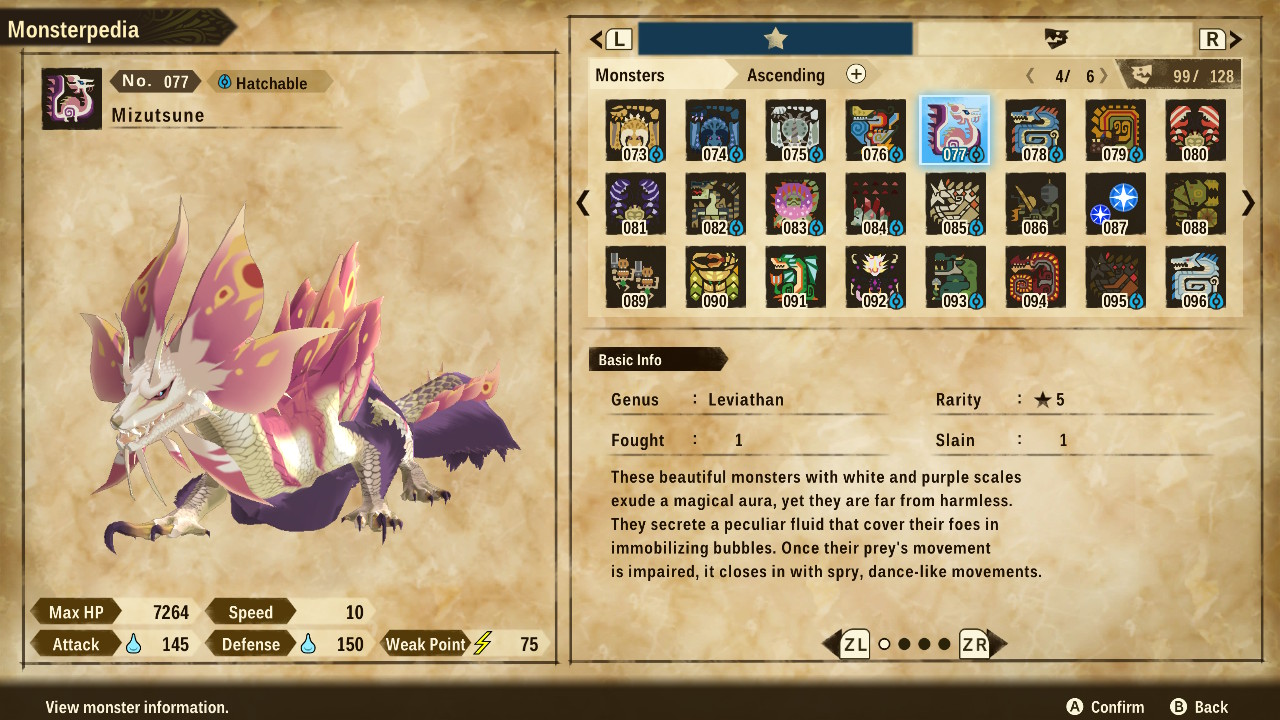 Monsterpedia
No. 077
Hatchable
Mizutsune
Max HP 7264
Speed 10
Attack 145
Defense 150
Weak Point 75
L
R
Monsters
Ascending
4/ 6
99/ 128
073 074 075 076 077 078 079 080
081 082 083 084 085 086 087 088
089 090 091 092 093 094 095 096
Basic Info
Genus : Leviathan
Rarity : ★ 5
Fought : 1
Slain : 1
These beautiful monsters with white and purple scales
exude a magical aura, yet they are far from harmless.
They secrete a peculiar fluid that cover their foes in
immobilizing bubbles. Once their prey's movement
is impaired, it closes in with spry, dance-like movements.
ZL
ZR
View monster information.
A Confirm
B Back